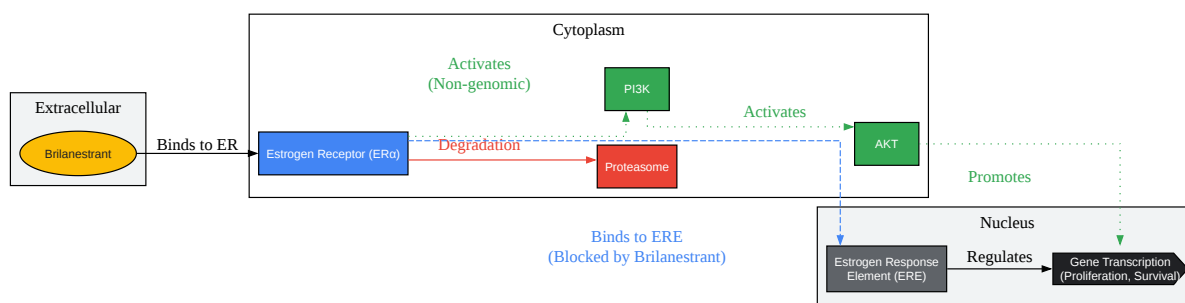 Cytoplasm
Activates
(Non-genomic)
PI3K
Extracellular
Activates
Brilanestrant
Binds to ER
Estrogen Receptor (ERα)
Degradation
Proteasome
AKT
Promotes
Binds to ERE
(Blocked by Brilanestrant)
Nucleus
Estrogen Response
Element (ERE)
Regulates
Gene Transcription
(Proliferation, Survival)